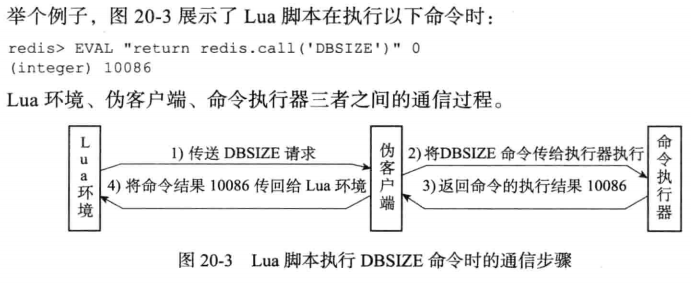 举个例子，图 20-3 展示了 Lua 脚本在执行以下命令时：
redis> EVAL "return redis.call('DBSIZE')" 0
(integer) 10086
Lua 环境、伪客户端、命令执行器三者之间的通信过程。
Lua环境
1) 传送 DBSIZE 请求
4) 将命令结果 10086 传回给 Lua 环境
伪客户端
2) 将DBSIZE 命令传给执行器执行
3) 返回命令的执行结果 10086
命令执行器
图 20-3 Lua 脚本执行 DBSIZE 命令时的通信步骤